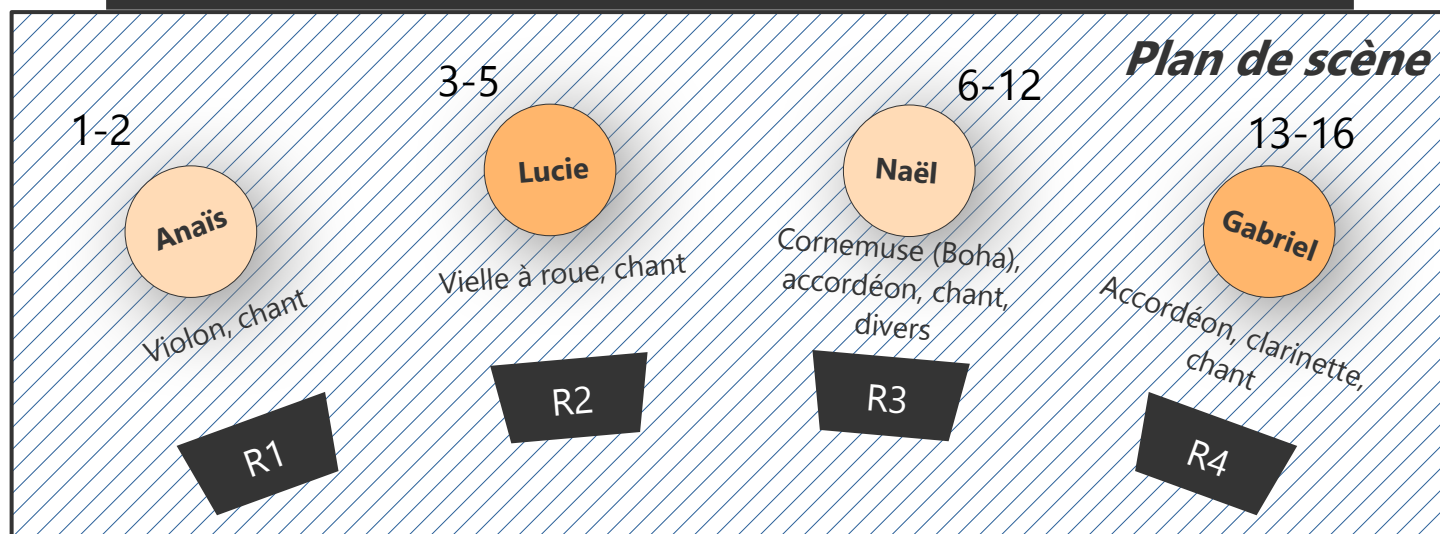 Plan de scène
1-2
3-5
6-12
13-16
Anaïs
Lucie
Naël
Gabriel
Violon, chant
Vielle à roue, chant
Cornemuse (Boha),
accordéon, chant,
divers
Accordéon, clarinette,
chant
R1
R2
R3
R4